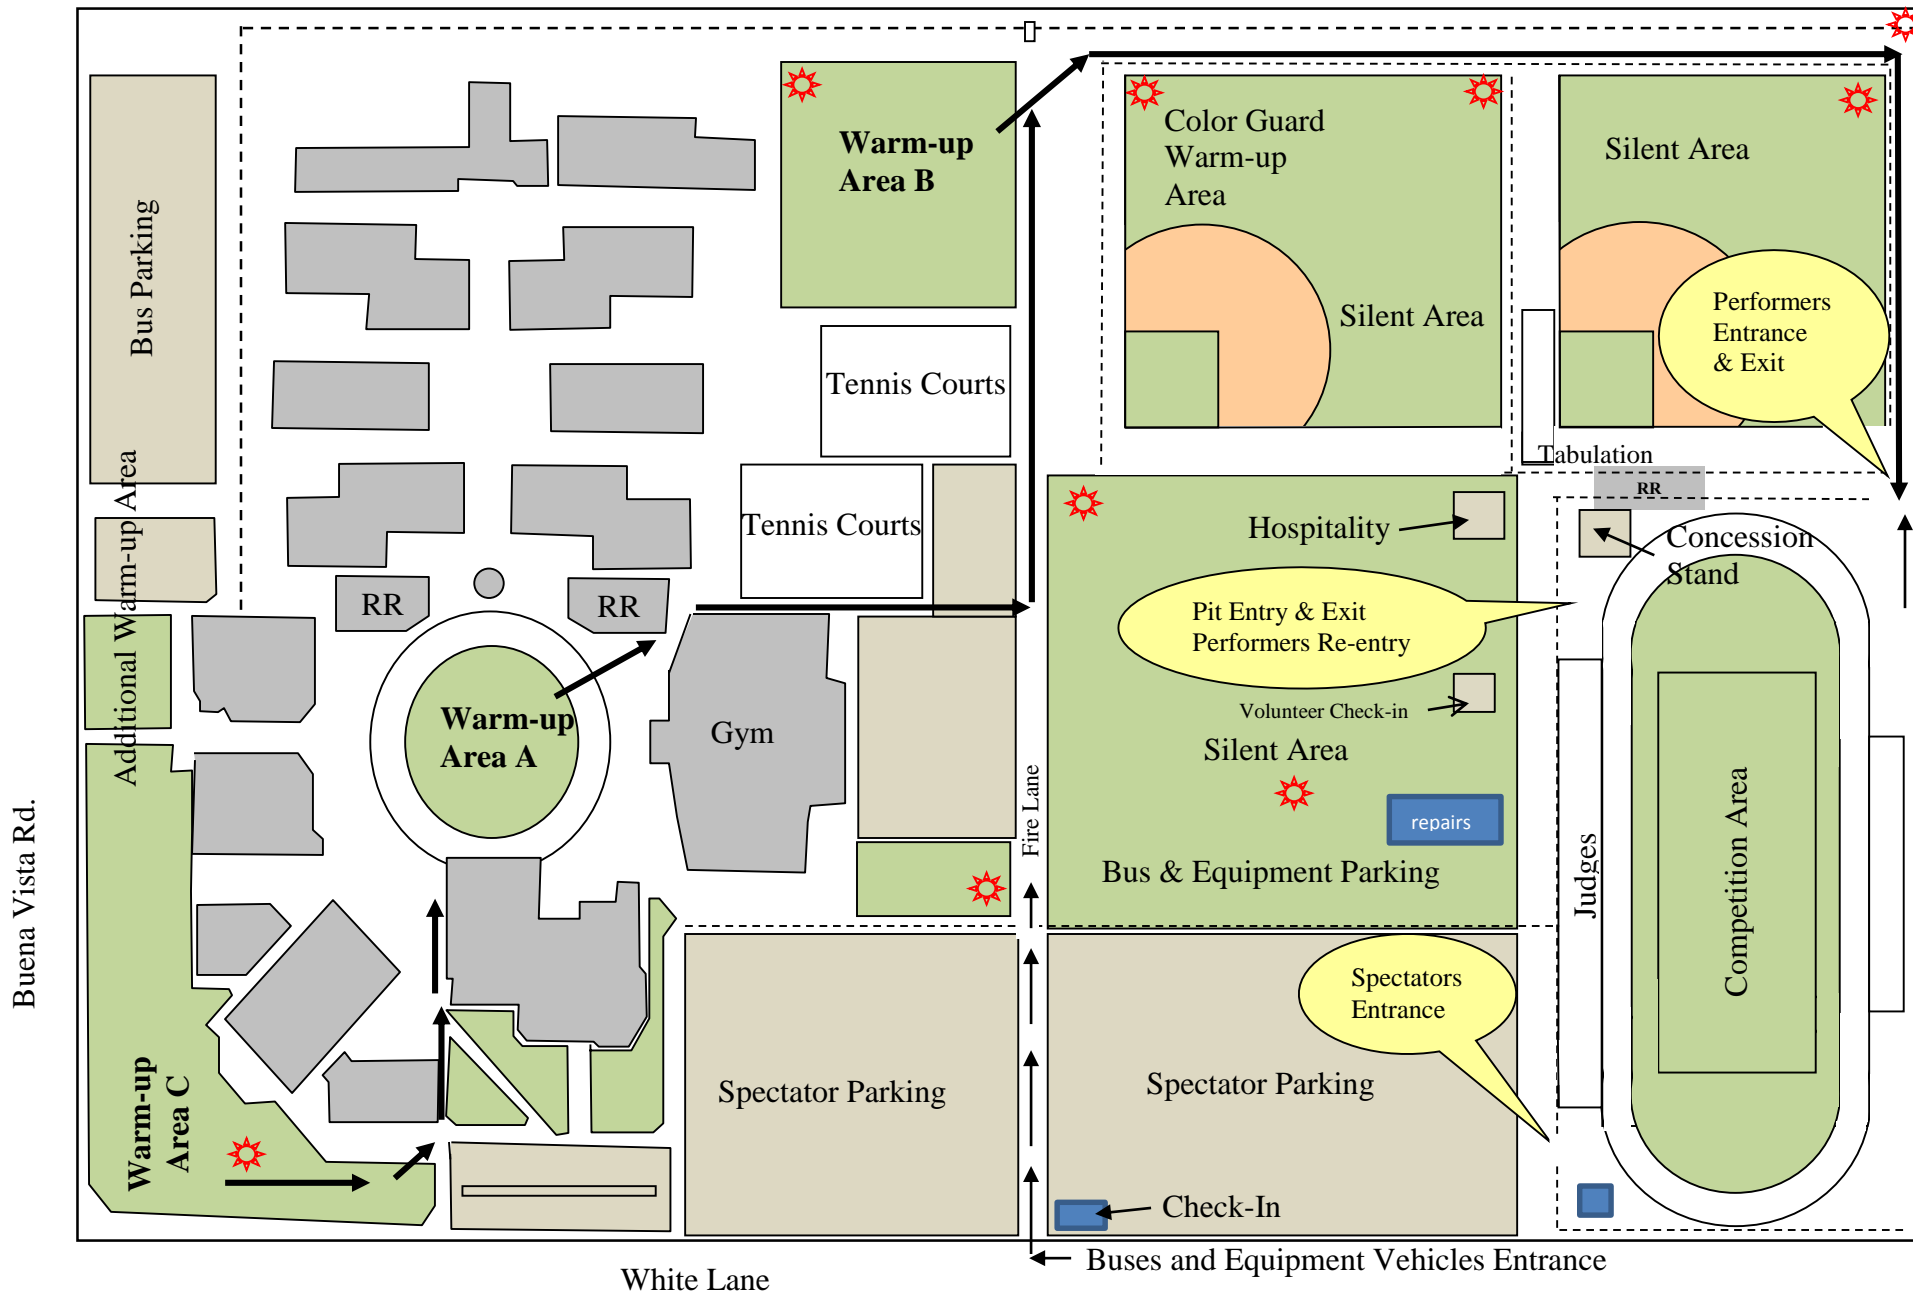 Warm-up
Area B
Color Guard
Warm-up
Area
Silent Area
Silent Area
Bus Parking
Performers
Entrance
& Exit
Tennis Courts
Tabulation
RR
Tennis Courts
Hospitality
Concession
Stand
Additional Warm-up Area
RR
RR
Pit Entry & Exit
Performers Re-entry
Warm-up
Area A
Gym
Volunteer Check-in
Silent Area
Fire Lane
repairs
Bus & Equipment Parking
Judges
Competition Area
Buena Vista Rd.
Spectators
Entrance
Warm-up
Area C
Spectator Parking
Spectator Parking
Check-In
Buses and Equipment Vehicles Entrance
White Lane